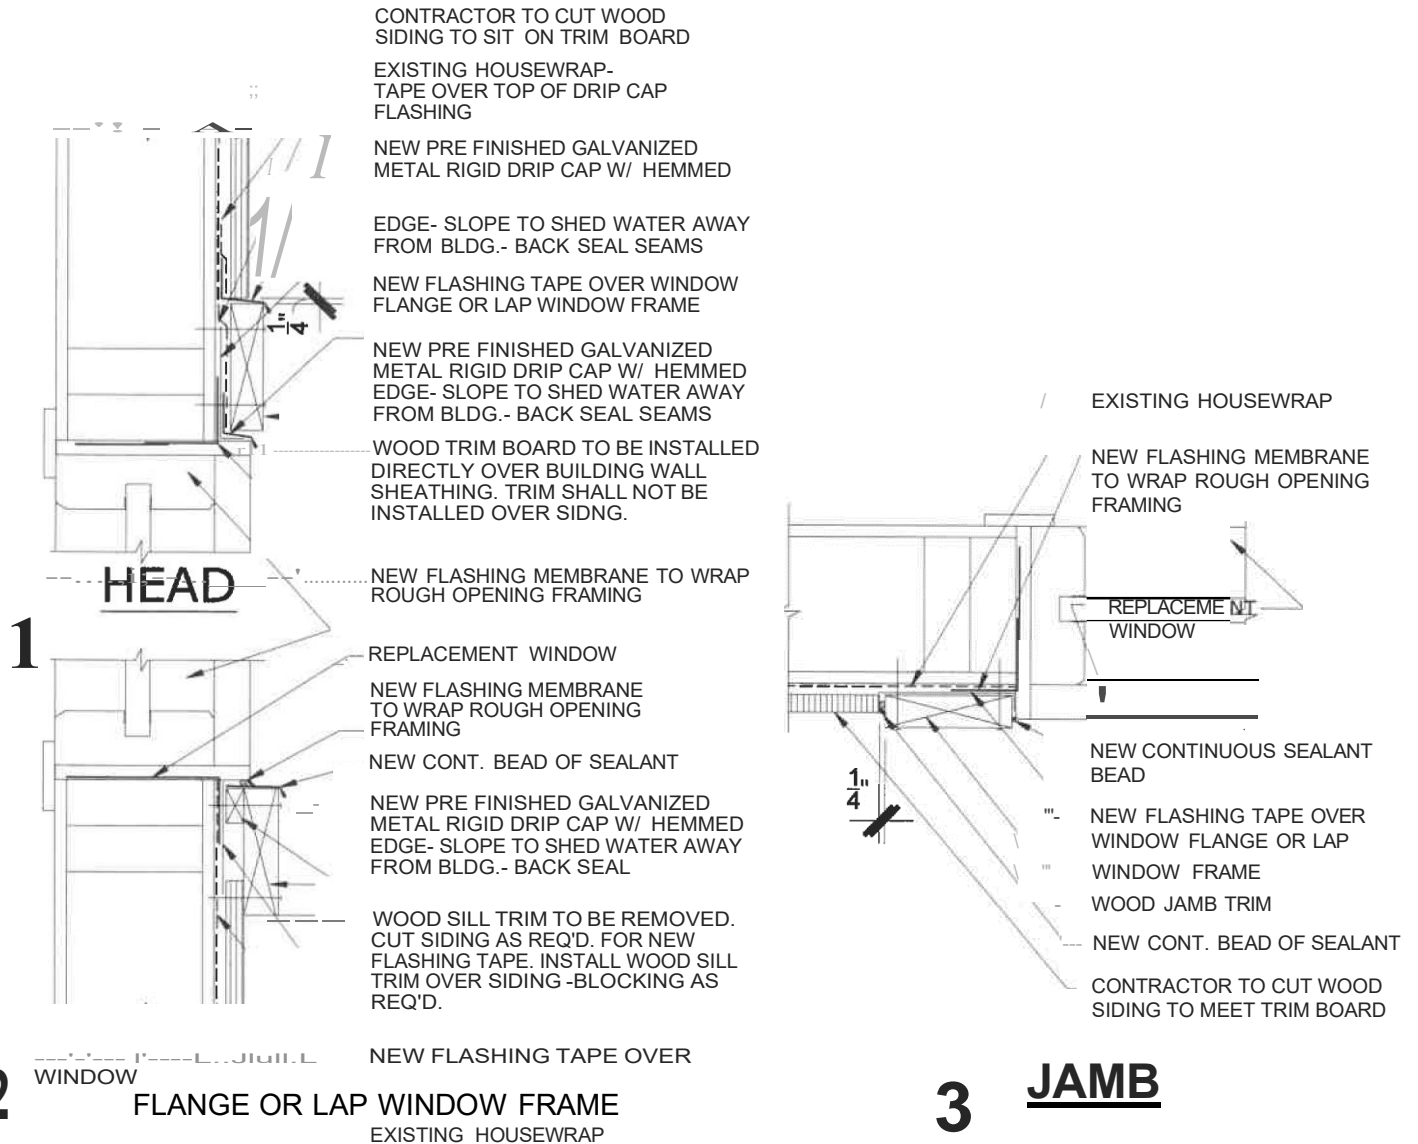 CONTRACTOR TO CUT WOOD
SIDING TO SIT ON TRIM BOARD
EXISTING HOUSEWRAP-
TAPE OVER TOP OF DRIP CAP
FLASHING
NEW PRE FINISHED GALVANIZED
METAL RIGID DRIP CAP W/ HEMMED
EDGE- SLOPE TO SHED WATER AWAY
FROM BLDG.- BACK SEAL SEAMS
NEW FLASHING TAPE OVER WINDOW
FLANGE OR LAP WINDOW FRAME
1/4"
NEW PRE FINISHED GALVANIZED
METAL RIGID DRIP CAP W/ HEMMED
EDGE- SLOPE TO SHED WATER AWAY
FROM BLDG.- BACK SEAL SEAMS
WOOD TRIM BOARD TO BE INSTALLED
DIRECTLY OVER BUILDING WALL
SHEATHING. TRIM SHALL NOT BE
INSTALLED OVER SIDNG.
NEW FLASHING MEMBRANE TO WRAP
ROUGH OPENING FRAMING
HEAD
1
REPLACEMENT WINDOW
NEW FLASHING MEMBRANE
TO WRAP ROUGH OPENING
FRAMING
NEW CONT. BEAD OF SEALANT
NEW PRE FINISHED GALVANIZED
METAL RIGID DRIP CAP W/ HEMMED
EDGE- SLOPE TO SHED WATER AWAY
FROM BLDG.- BACK SEAL
WOOD SILL TRIM TO BE REMOVED.
CUT SIDING AS REQ'D. FOR NEW
FLASHING TAPE. INSTALL WOOD SILL
TRIM OVER SIDING -BLOCKING AS
REQ'D.
NEW FLASHING TAPE OVER
WINDOW
2
FLANGE OR LAP WINDOW FRAME
EXISTING HOUSEWRAP
EXISTING HOUSEWRAP
NEW FLASHING MEMBRANE
TO WRAP ROUGH OPENING
FRAMING
REPLACEMENT
WINDOW
1/4"
NEW CONTINUOUS SEALANT
BEAD
NEW FLASHING TAPE OVER
WINDOW FLANGE OR LAP
WINDOW FRAME
WOOD JAMB TRIM
NEW CONT. BEAD OF SEALANT
CONTRACTOR TO CUT WOOD
SIDING TO MEET TRIM BOARD
3
JAMB